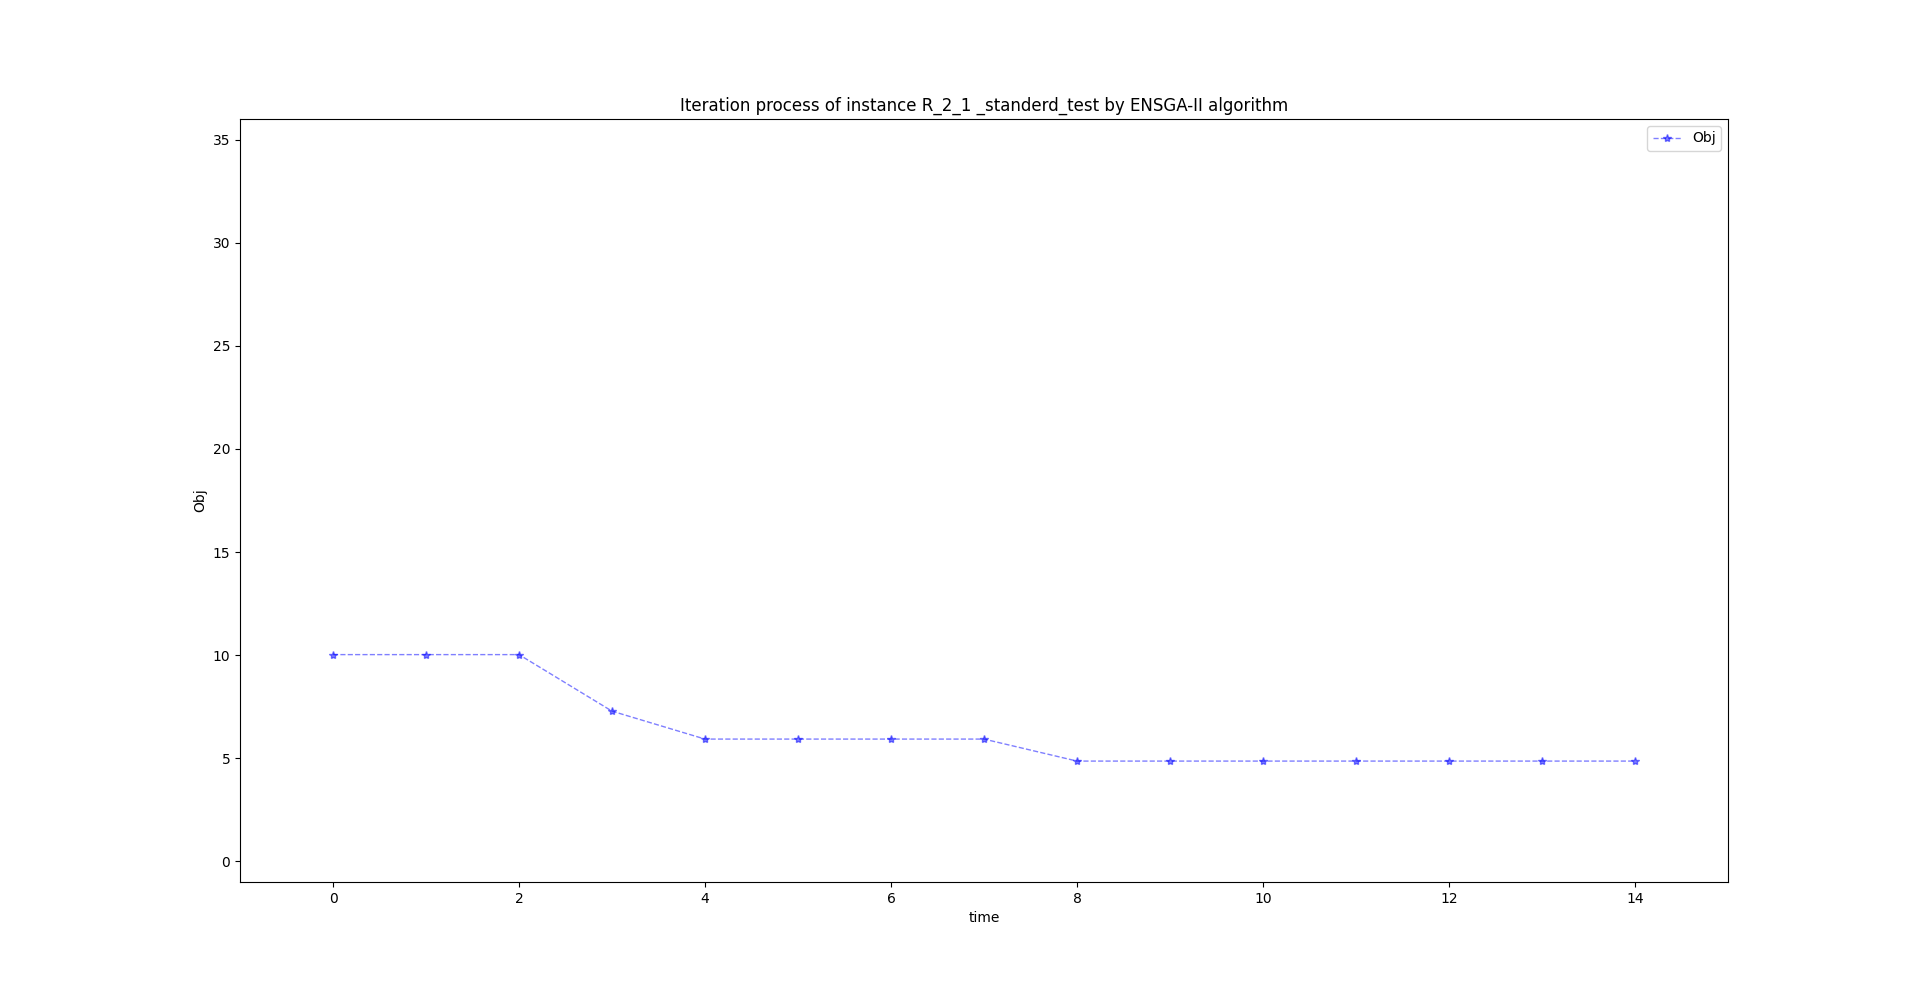 Iteration process of instance R_2_1 _standerd_test by ENSGA-II algorithm
Obj
35
30
25
20
15
10
5
0
Obj
0 2 4 6 8 10 12 14
time